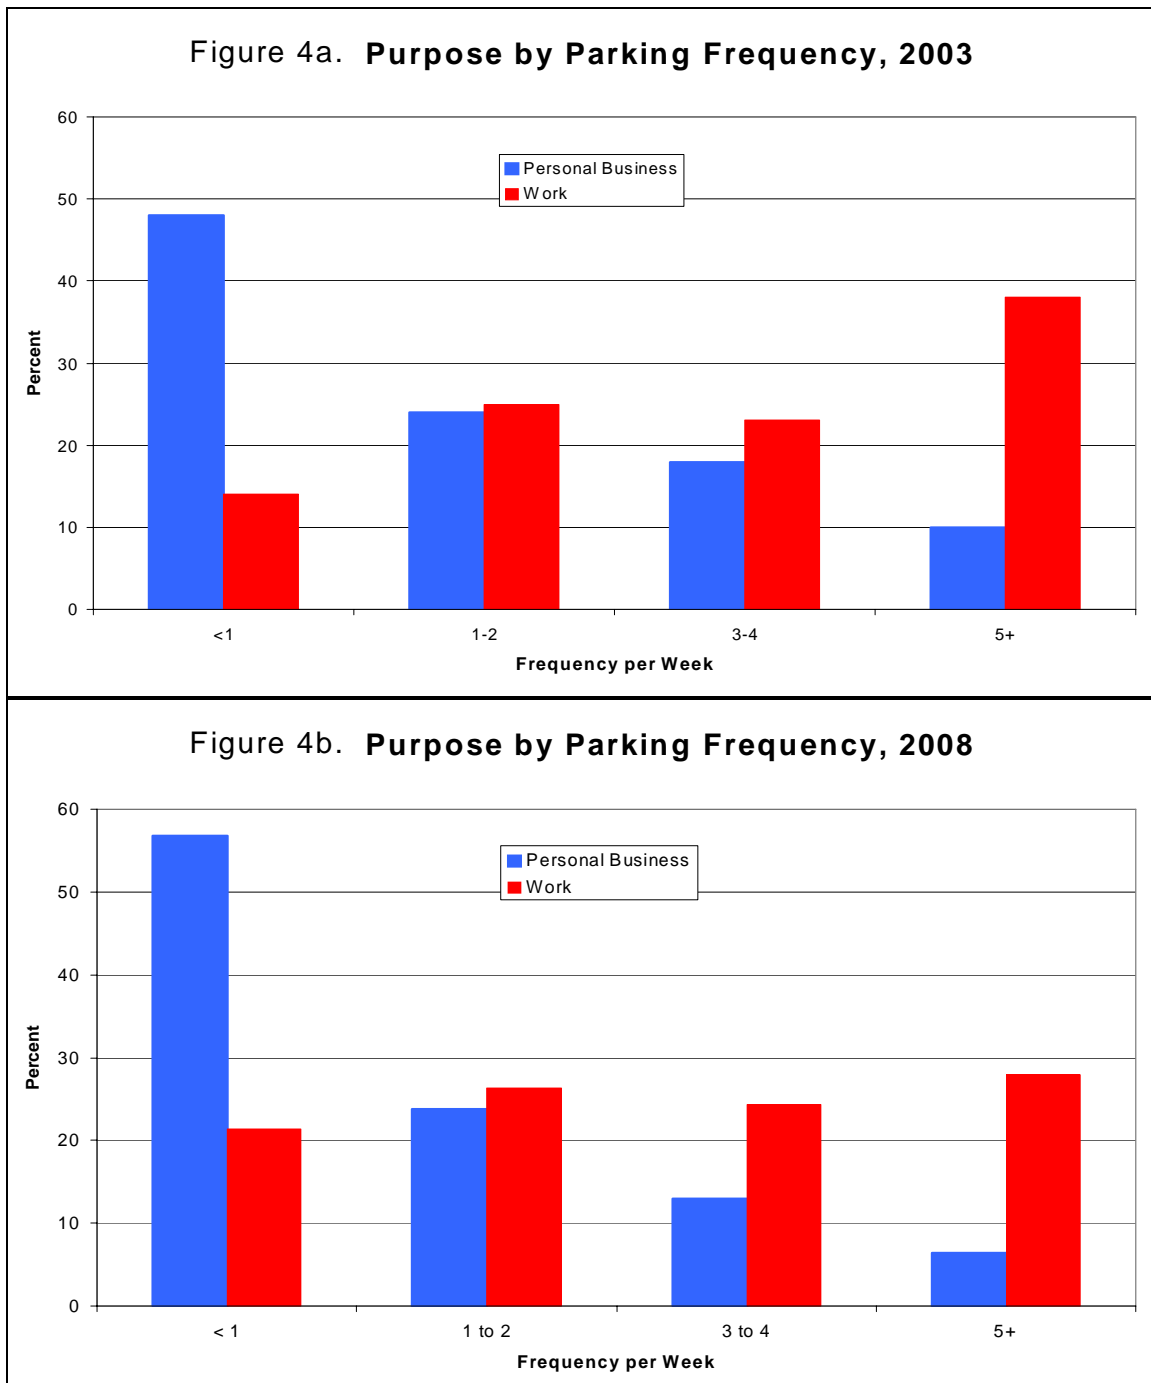 Figure 4a. Purpose by Parking Frequency, 2003
60
50
40
30
20
10
0
Percent
Personal Business
Work
<1
1-2
3-4
5+
Frequency per Week
Figure 4b. Purpose by Parking Frequency, 2008
60
50
40
30
20
10
0
Percent
Personal Business
Work
< 1
1 to 2
3 to 4
5+
Frequency per Week